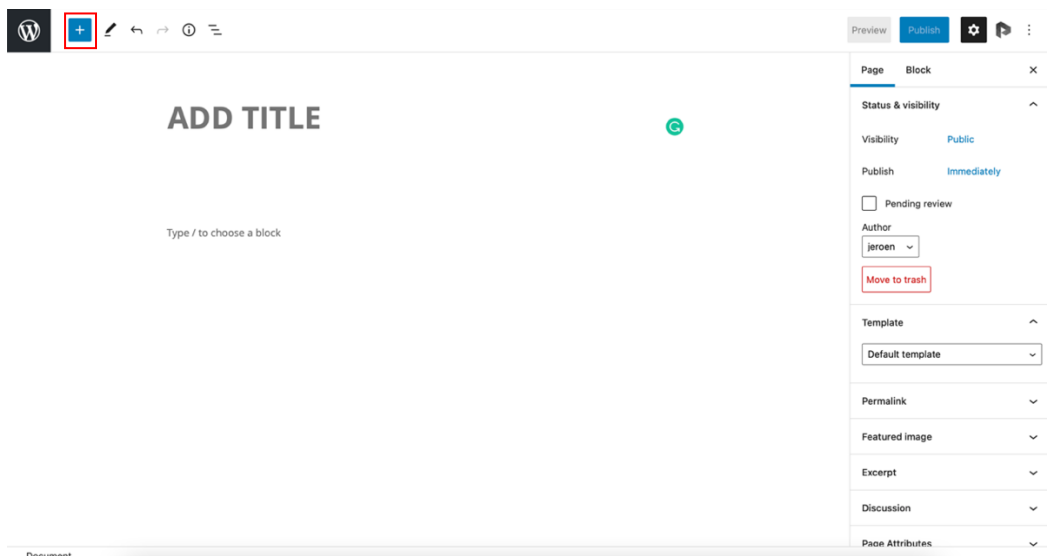 Preview
Publish
ADD TITLE
Type / to choose a block
Page Block
Status & visibility
Visibility Public
Publish Immediately
Pending review
Author
jeroen
Move to trash
Template
Default template
Permalink
Featured image
Excerpt
Discussion
Page Attributes
Document